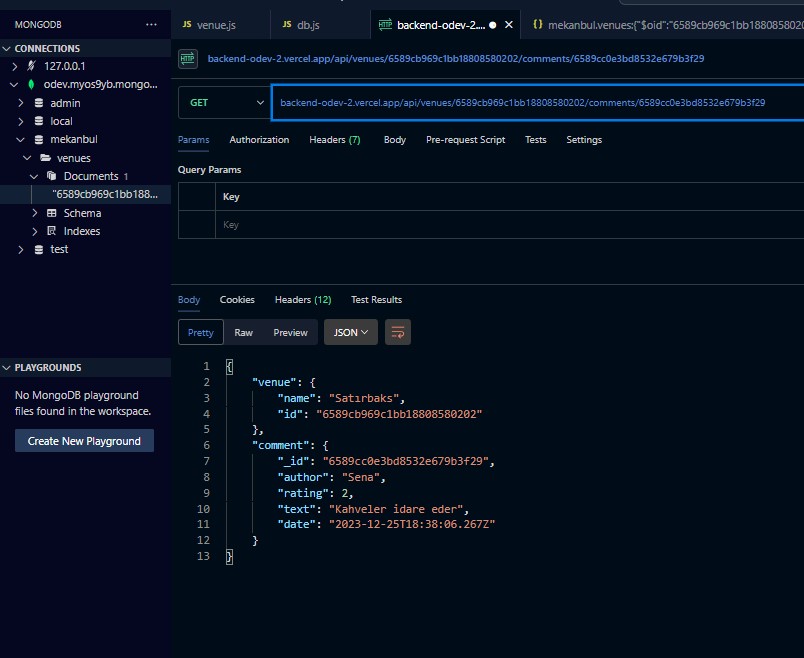 MONGODB ...
JS venue.js
JS db.js
HTTP backend-odev-2....
{} mekanbul.venues:{"$oid":"6589cb969c1bb1880858020
CONNECTIONS
127.0.0.1
odev.myos9yb.mongo...
admin
local
mekanbul
venues
Documents 1
"6589cb969c1bb188...
Schema
Indexes
test
PLAYGROUNDS
No MongoDB playground
files found in the workspace.
Create New Playground
HTTP backend-odev-2.vercel.app/api/venues/6589cb969c1bb18808580202/comments/6589cc0e3bd8532e679b3f29
GET backend-odev-2.vercel.app/api/venues/6589cb969c1bb18808580202/comments/6589cc0e3bd8532e679b3f29
Params Authorization Headers (7) Body Pre-request Script Tests Settings
Query Params
Key
Key
Body Cookies Headers (12) Test Results
Pretty Raw Preview JSON
1 {
2 "venue": {
3 "name": "Satırbaks",
4 "id": "6589cb969c1bb18808580202"
5 },
6 "comment": {
7 "_id": "6589cc0e3bd8532e679b3f29",
8 "author": "Sena",
9 "rating": 2,
10 "text": "Kahveler idare eder",
11 "date": "2023-12-25T18:38:06.267Z"
12 }
13 }